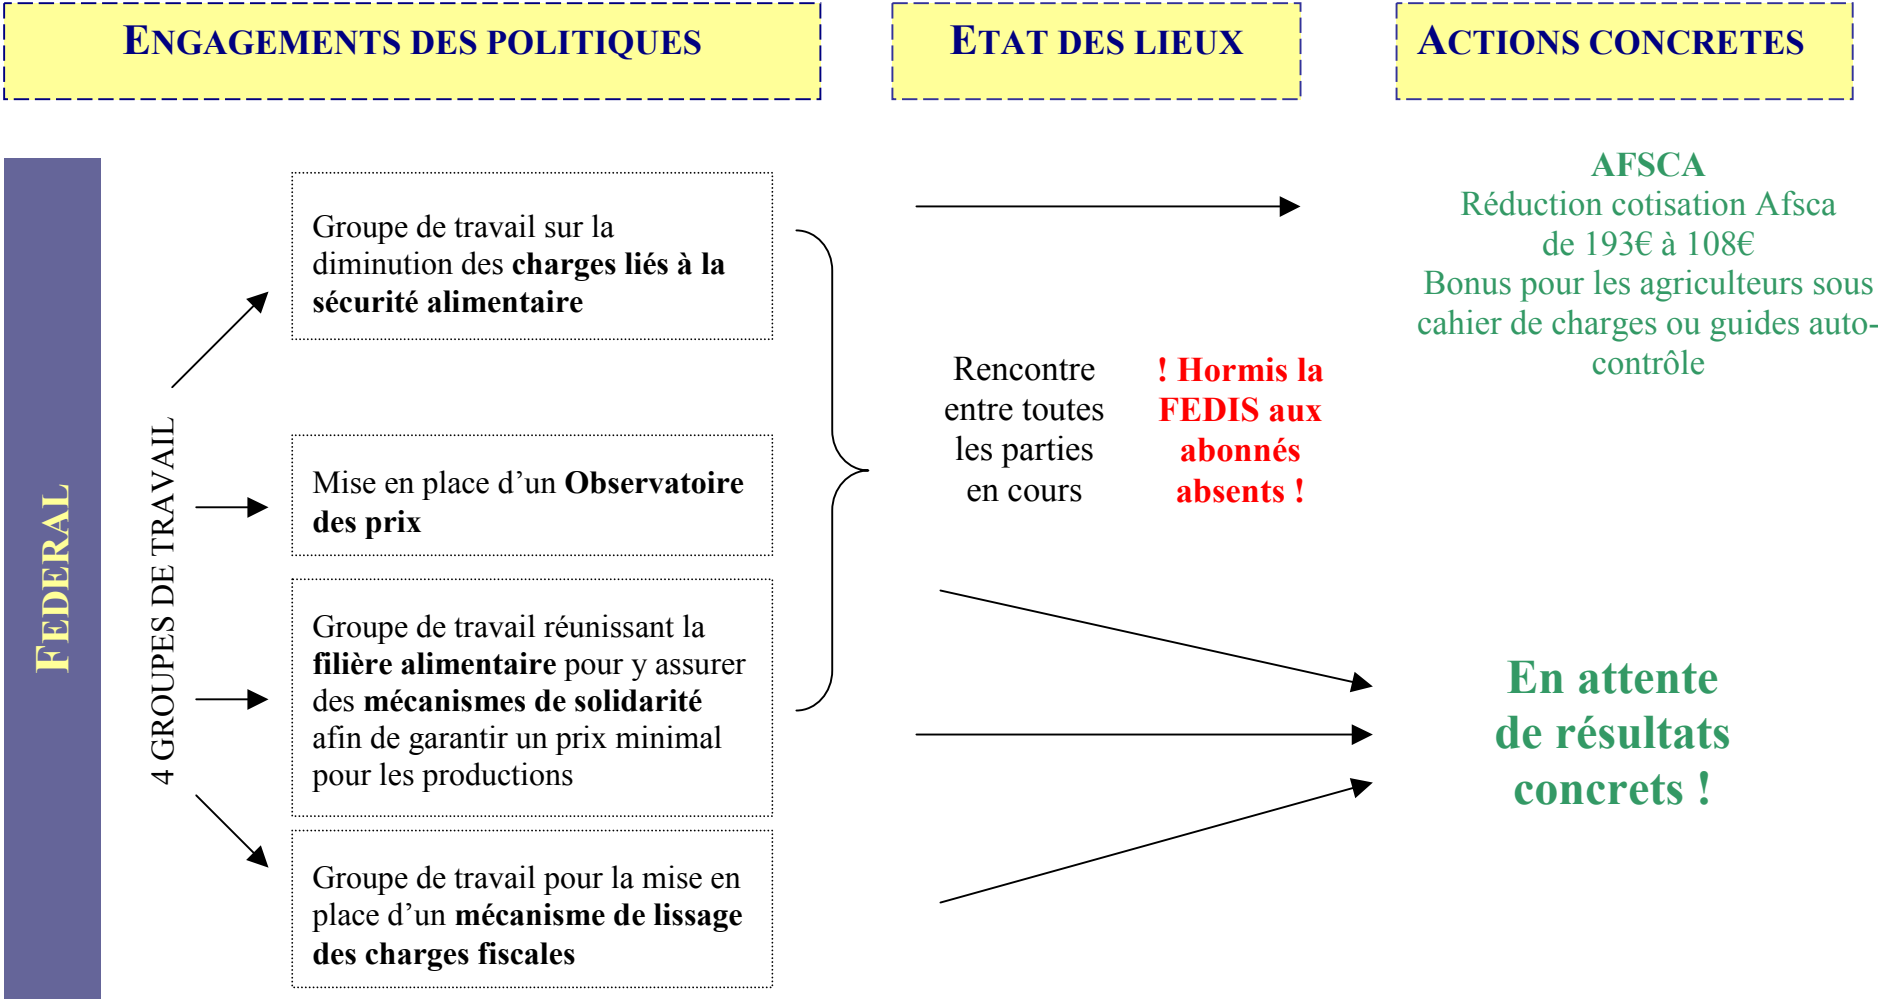 ENGAGEMENTS DES POLITIQUES
ETAT DES LIEUX
ACTIONS CONCRETES
FEDERAL
4 GROUPES DE TRAVAIL
Groupe de travail sur la
diminution des charges liés à la
sécurité alimentaire
Mise en place d’un Observatoire
des prix
Groupe de travail réunissant la
filière alimentaire pour y assurer
des mécanismes de solidarité
afin de garantir un prix minimal
pour les productions
Groupe de travail pour la mise en
place d’un mécanisme de lissage
des charges fiscales
Rencontre
entre toutes
les parties
en cours
! Hormis la
FEDIS aux
abonnés
absents !
AFSCA
Réduction cotisation Afsca
de 193€ à 108€
Bonus pour les agriculteurs sous
cahier de charges ou guides auto-
contrôle
En attente
de résultats
concrets !